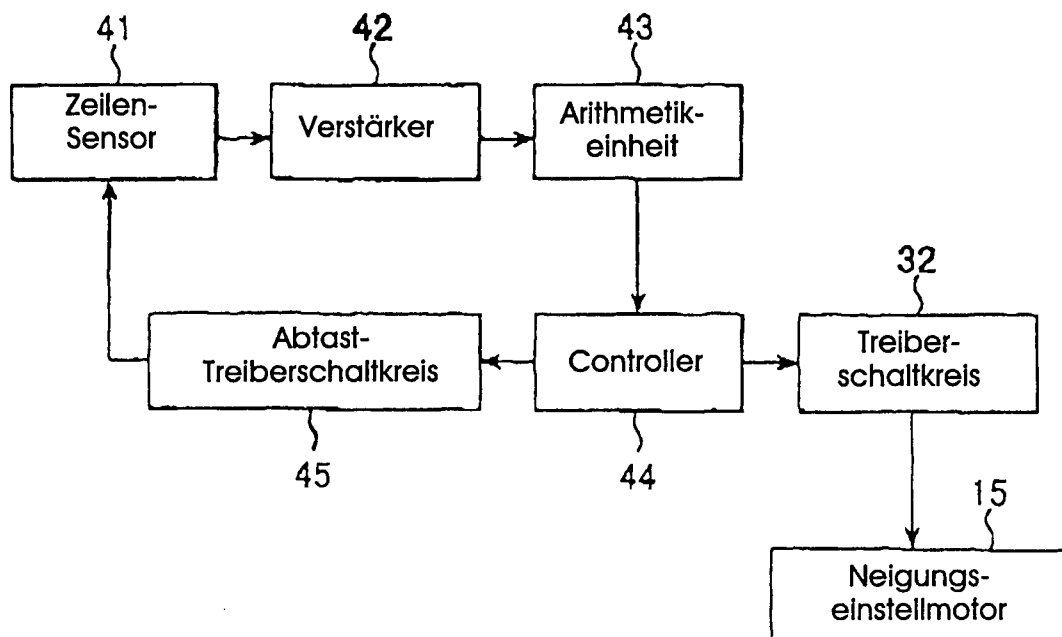 41
42
43
Zeilen-
Sensor
Verstärker
Arithmetik-
einheit
32
Abtast-
Treiberschaltkreis
Controller
Treiber-
schaltkreis
45
44
15
Neigungs-
einstellmotor